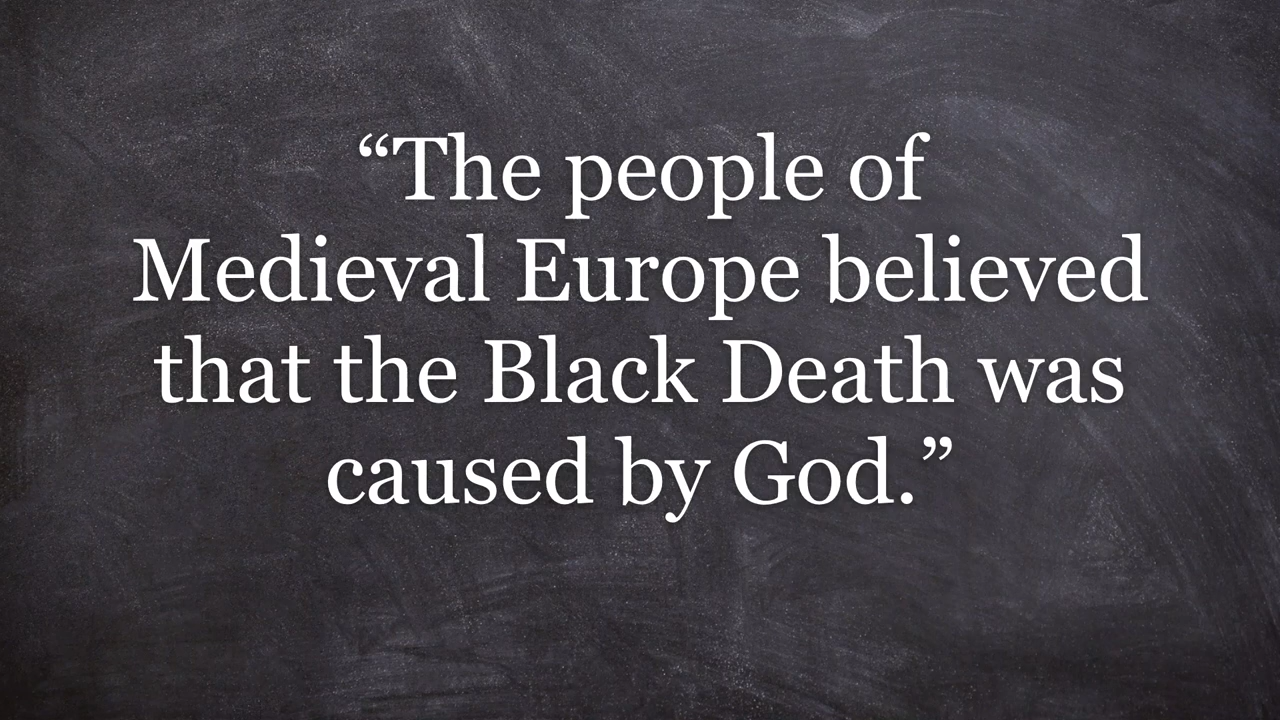 “The people of
Medieval Europe believed
that the Black Death was
caused by God.”